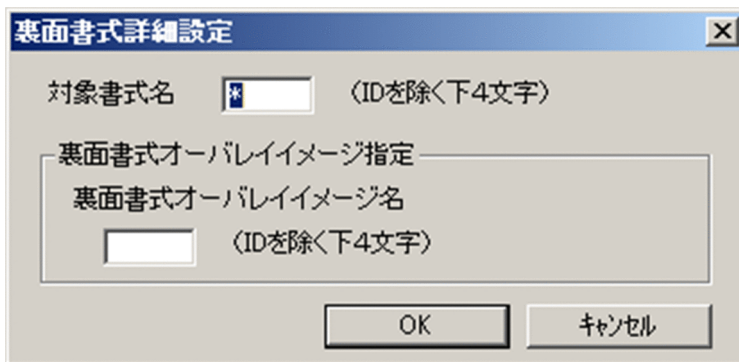 裏面書式詳細設定
対象書式名 * (IDを除く下4文字)
裏面書式オーバレイイメージ指定
裏面書式オーバレイイメージ名
(IDを除く下4文字)
OK キャンセル